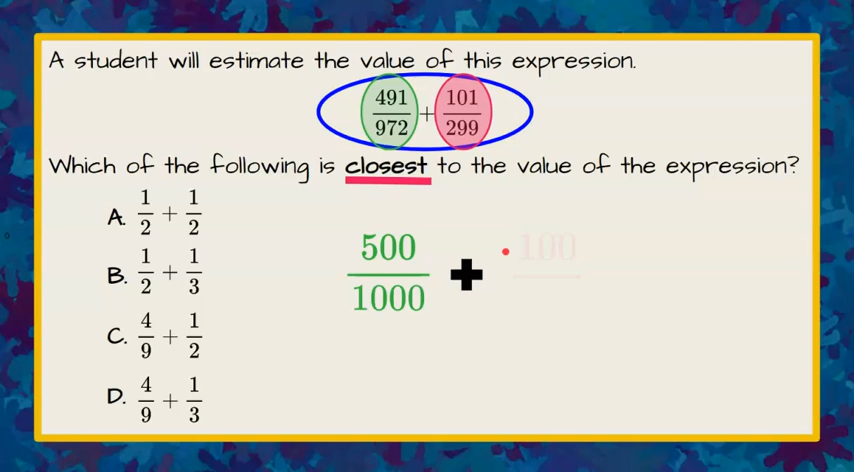 A student will estimate the value of this expression.
491/972 + 101/299
Which of the following is closest to the value of the expression?
A. 1/2 + 1/2
B. 1/2 + 1/3
C. 4/9 + 1/2
D. 4/9 + 1/3
500/1000 + 100